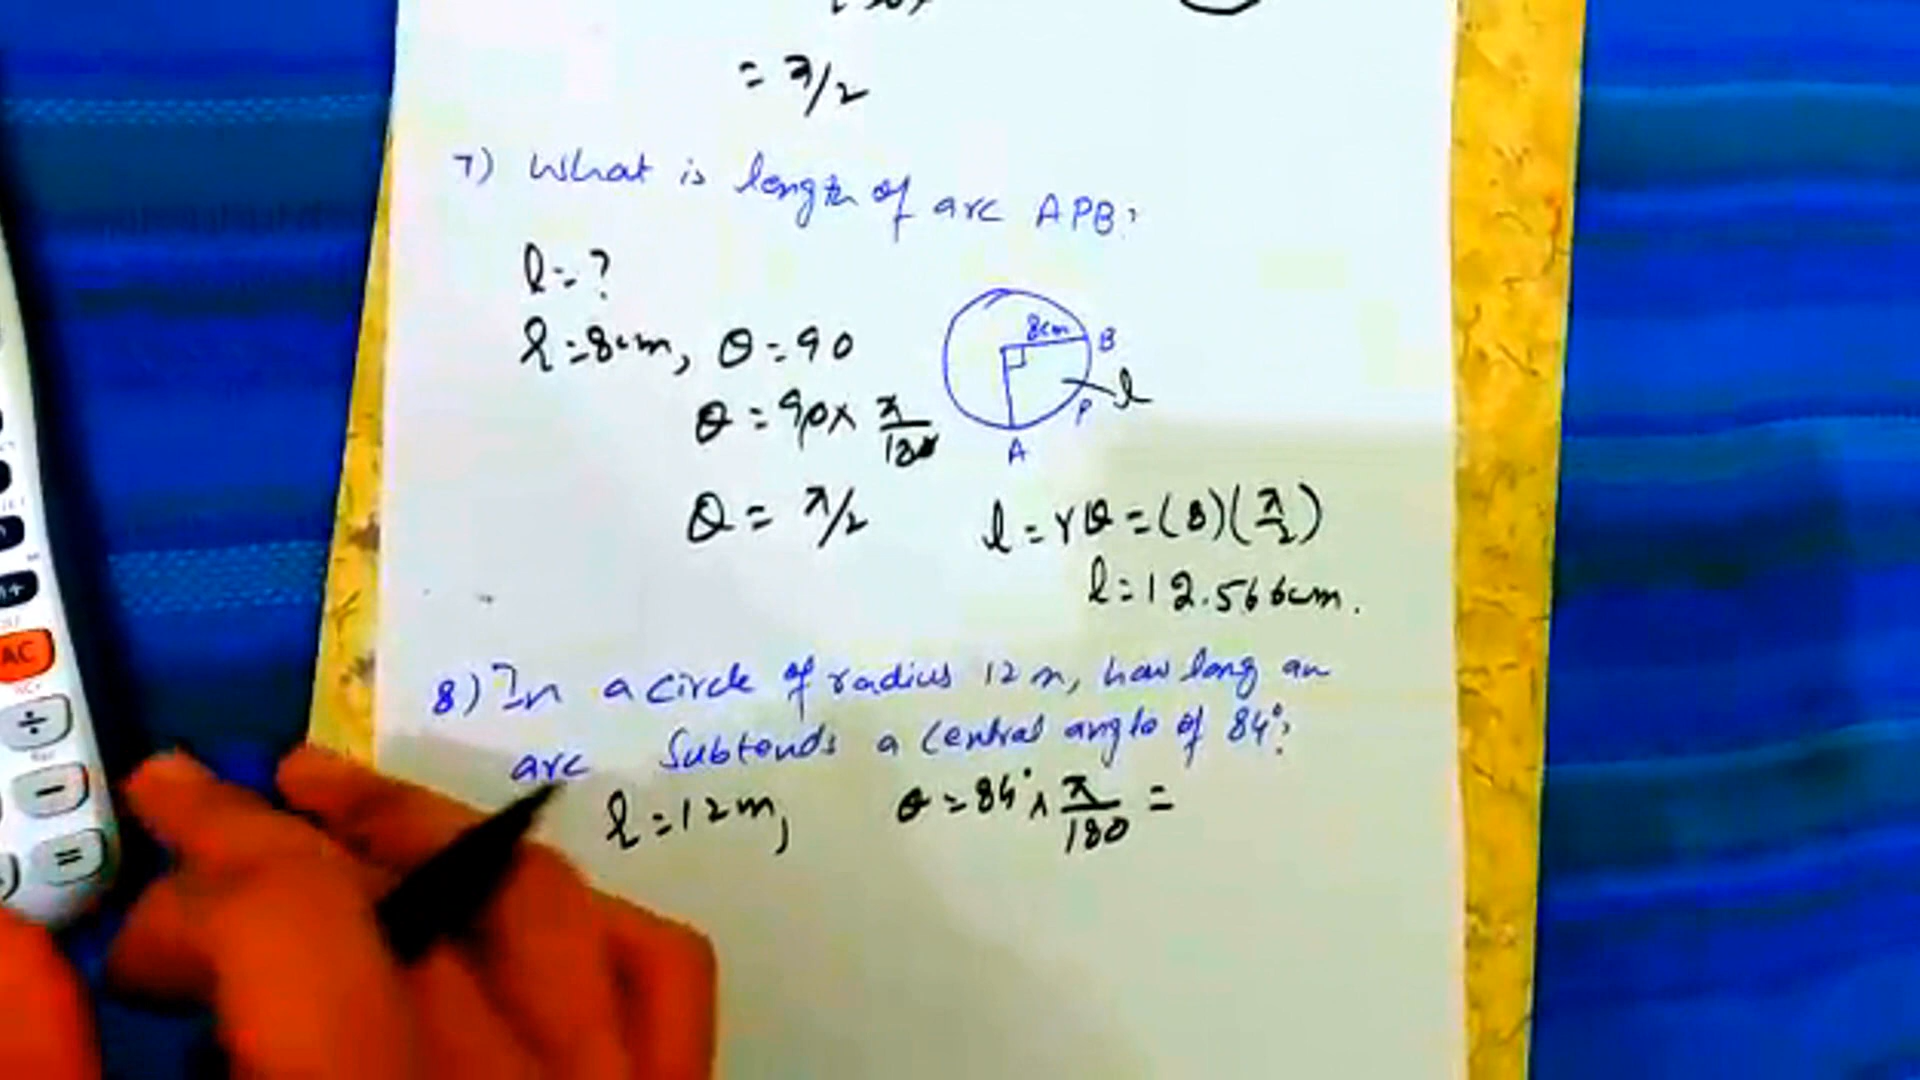 = π/2
7) What is length of arc APB?
l = ?
r = 8cm, θ = 90
8cm B
θ = 90 × π/180
l
P
A
θ = π/2 l = rθ = (8)(π/2)
l = 12.566cm.
8) In a circle of radius 12 m, how long an
arc subtends a central angle of 84°?
r = 12m, θ = 84° × π/180 =
AC
÷
−
=